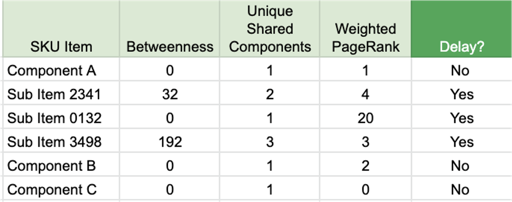 SKU Item Betweenness Unique Shared Components Weighted PageRank Delay?
Component A 0 1 1 No
Sub Item 2341 32 2 4 Yes
Sub Item 0132 0 1 20 Yes
Sub Item 3498 192 3 3 Yes
Component B 0 1 2 No
Component C 0 1 0 No